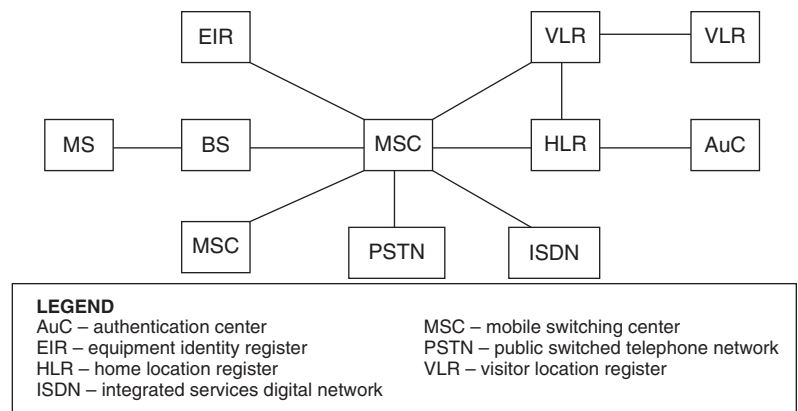 EIR
VLR
VLR
MS
BS
MSC
HLR
AuC
MSC
PSTN
ISDN
LEGEND
AuC – authentication center
EIR – equipment identity register
HLR – home location register
ISDN – integrated services digital network
MSC – mobile switching center
PSTN – public switched telephone network
VLR – visitor location register